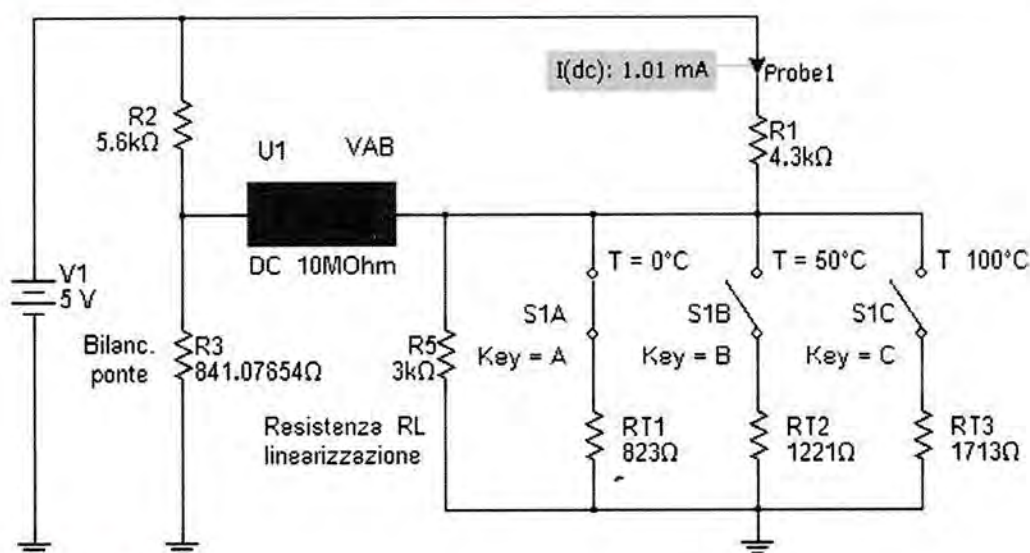 I(dc): 1.01 mA
Probe1
R2
5.6kΩ
U1 VAB
R1
4.3kΩ
DC 10MOhm
V1
5 V
Bilanc.
ponte
R3
841.07654Ω
R5
3kΩ
T = 0°C
S1A
Key = A
T = 50°C
S1B
Key = B
T 100°C
S1C
Key = C
Resistenza RL
linearizzazione
RT1
823Ω
RT2
1221Ω
RT3
1713Ω